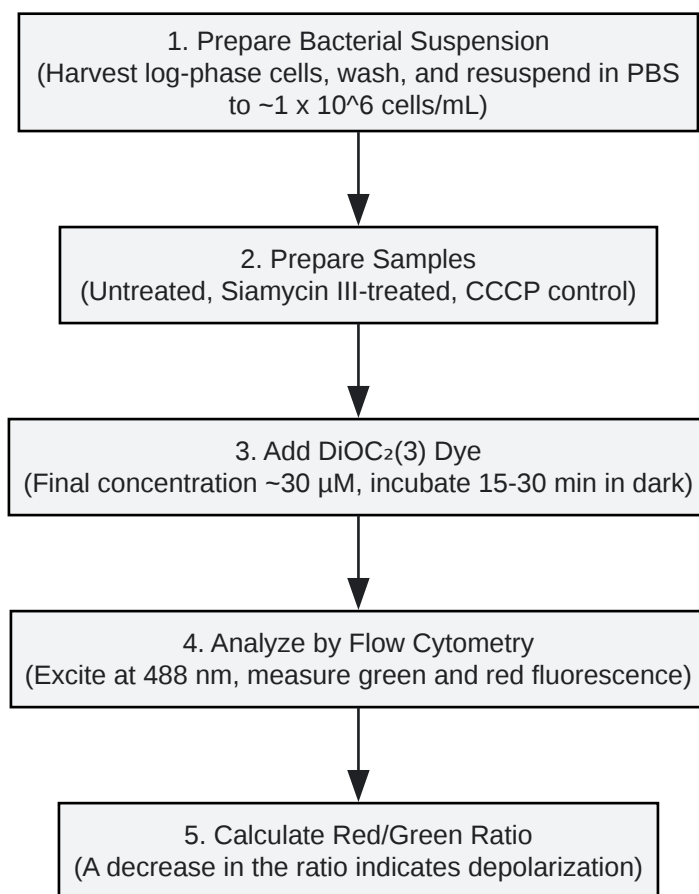 1. Prepare Bacterial Suspension
(Harvest log-phase cells, wash, and resuspend in PBS
to ~1 x 10^6 cells/mL)
2. Prepare Samples
(Untreated, Siamycin III-treated, CCCP control)
3. Add DiOC₂(3) Dye
(Final concentration ~30 µM, incubate 15-30 min in dark)
4. Analyze by Flow Cytometry
(Excite at 488 nm, measure green and red fluorescence)
5. Calculate Red/Green Ratio
(A decrease in the ratio indicates depolarization)